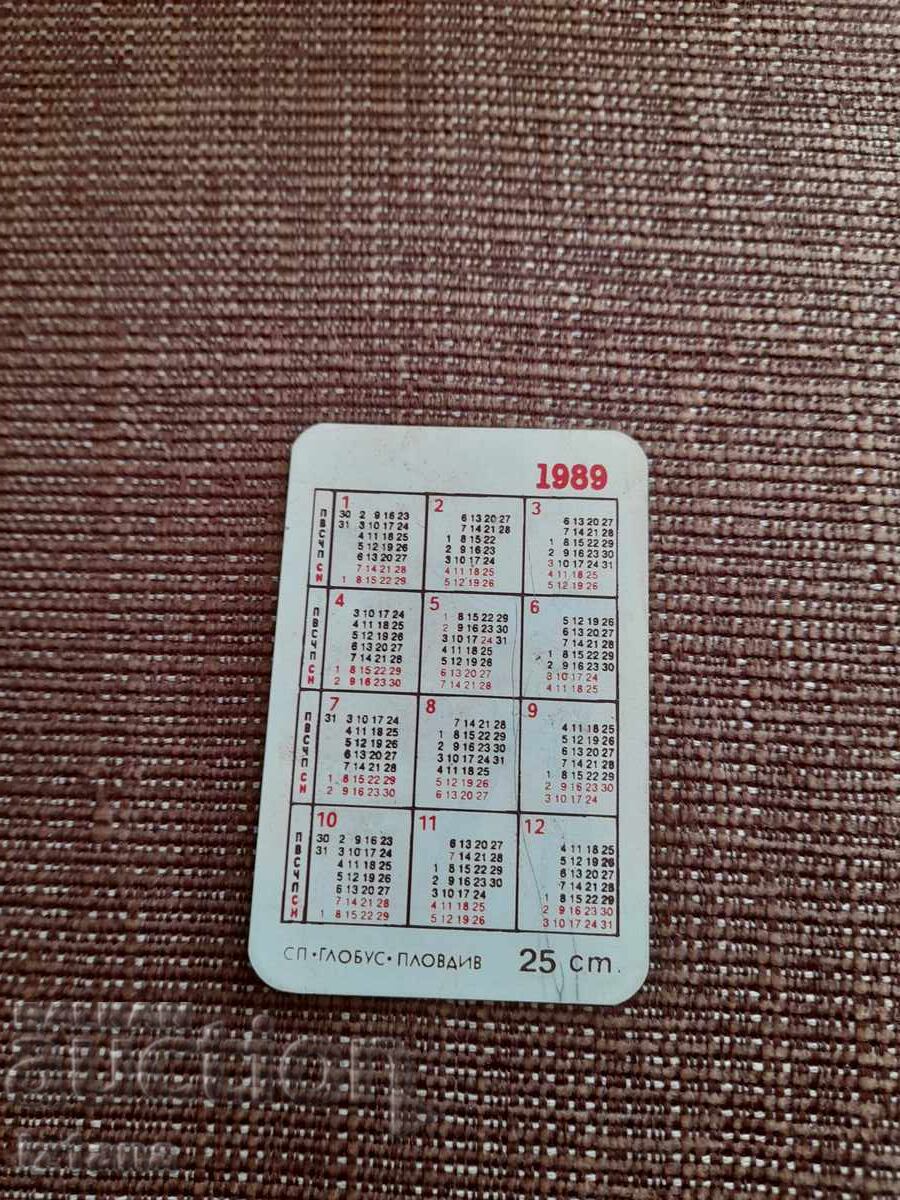 1989
1 2 3
П 30 2 9 16 23 6 13 20 27 6 13 20 27
В 31 3 10 17 24 7 14 21 28 7 14 21 28
С 4 11 18 25 1 8 15 22 1 8 15 22 29
Ч 5 12 19 26 2 9 16 23 2 9 16 23 30
П 6 13 20 27 3 10 17 24 3 10 17 24 31
С 7 14 21 28 4 11 18 25 4 11 18 25
Н 1 8 15 22 29 5 12 19 26 5 12 19 26
4 5 6
П 3 10 17 24 1 8 15 22 29 5 12 19 26
В 4 11 18 25 2 9 16 23 30 6 13 20 27
С 5 12 19 26 3 10 17 24 31 7 14 21 28
Ч 6 13 20 27 4 11 18 25 1 8 15 22 29
П 7 14 21 28 5 12 19 26 2 9 16 23 30
С 1 8 15 22 29 6 13 20 27 3 10 17 24
Н 2 9 16 23 30 7 14 21 28 4 11 18 25
7 8 9
П 31 3 10 17 24 7 14 21 28 4 11 18 25
В 4 11 18 25 1 8 15 22 29 5 12 19 26
С 5 12 19 26 2 9 16 23 30 6 13 20 27
Ч 6 13 20 27 3 10 17 24 31 7 14 21 28
П 7 14 21 28 4 11 18 25 1 8 15 22 29
С 1 8 15 22 29 5 12 19 26 2 9 16 23 30
Н 2 9 16 23 30 6 13 20 27 3 10 17 24
10 11 12
П 30 2 9 16 23 6 13 20 27 4 11 18 25
В 31 3 10 17 24 7 14 21 28 5 12 19 26
С 4 11 18 25 1 8 15 22 29 6 13 20 27
Ч 5 12 19 26 2 9 16 23 30 7 14 21 28
П 6 13 20 27 3 10 17 24 1 8 15 22 29
С 7 14 21 28 4 11 18 25 2 9 16 23 30
Н 1 8 15 22 29 5 12 19 26 3 10 17 24 31
СП•ГЛОБУС•ПЛОВДИВ 25 cm.
auction